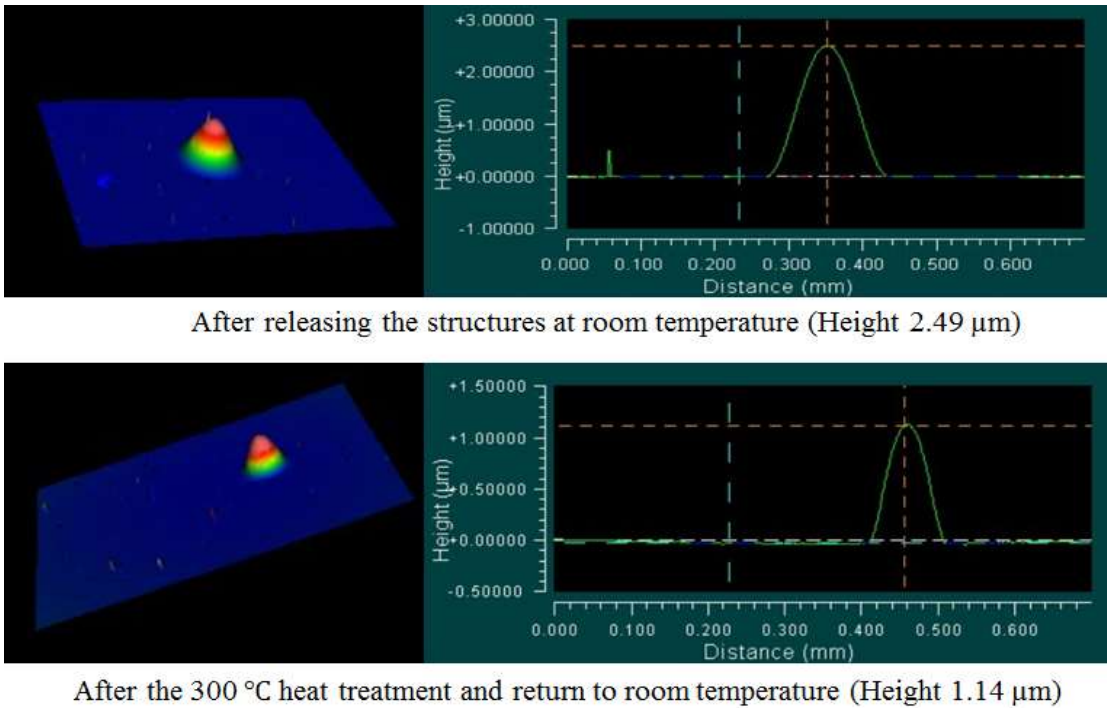 +3.00000
+2.00000
+1.00000
+0.00000
-1.00000
Height (µm)
0.000 0.100 0.200 0.300 0.400 0.500 0.600
Distance (mm)
After releasing the structures at room temperature (Height 2.49 µm)
+1.50000
+1.00000
+0.50000
+0.00000
-0.50000
Height (µm)
0.000 0.100 0.200 0.300 0.400 0.500 0.600
Distance (mm)
After the 300 ℃ heat treatment and return to room temperature (Height 1.14 µm)